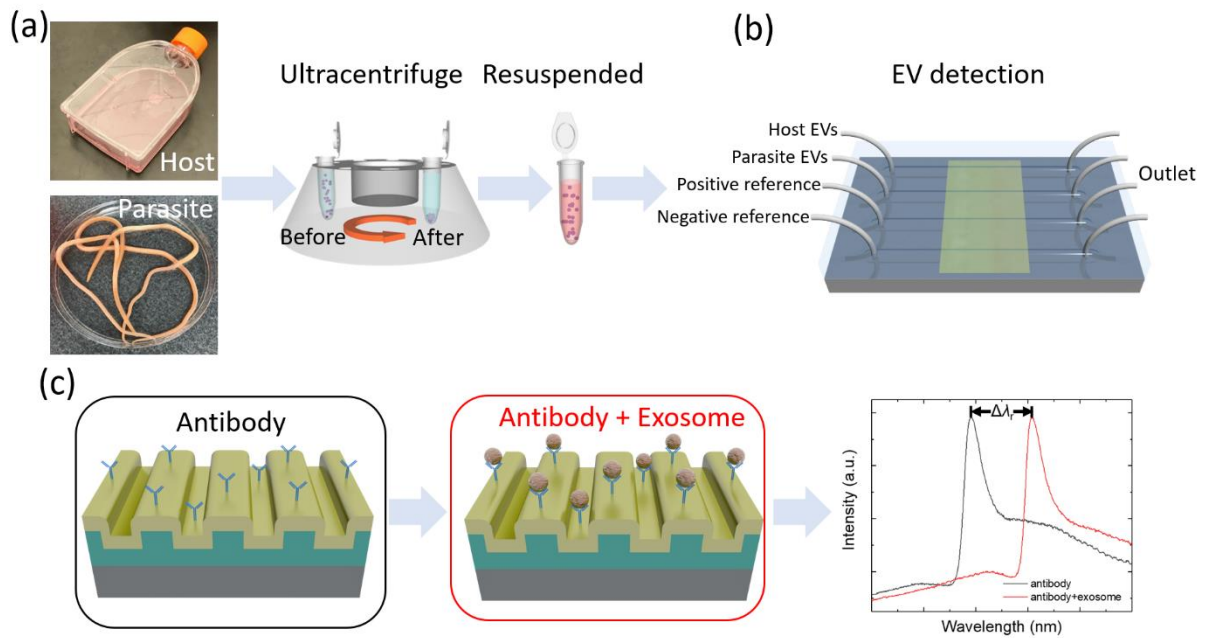 (a)
Host
Parasite
Ultracentrifuge
Before
After
Resuspended
(b)
EV detection
Host EVs
Parasite EVs
Positive reference
Negative reference
Outlet
(c)
Antibody
Antibody + Exosome
Δλr
Intensity (a.u.)
antibody
antibody+exosome
Wavelength (nm)